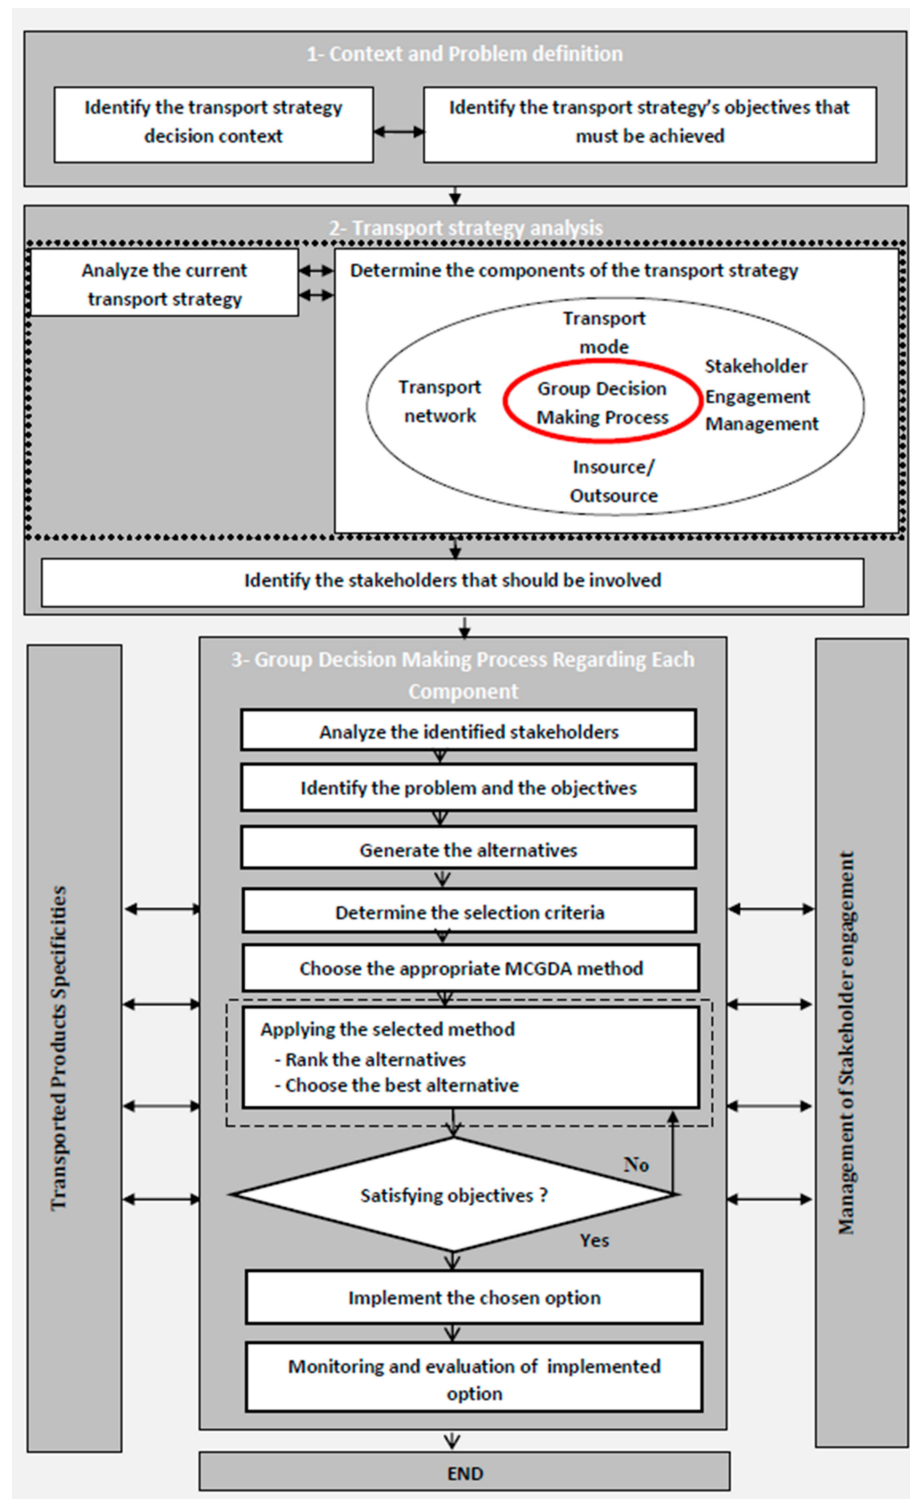 1- Context and Problem definition
Identify the transport strategy
decision context
Identify the transport strategy's objectives that
must be achieved
2- Transport strategy analysis
Analyze the current
transport strategy
Determine the components of the transport strategy
Transport
mode
Transport
network
Group Decision
Making Process
Stakeholder
Engagement
Management
Insource/
Outsource
Identify the stakeholders that should be involved
Transported Products Specificities
3- Group Decision Making Process Regarding Each
Component
Analyze the identified stakeholders
Identify the problem and the objectives
Generate the alternatives
Determine the selection criteria
Choose the appropriate MCGDA method
Applying the selected method
- Rank the alternatives
- Choose the best alternative
No
Satisfying objectives ?
Yes
Implement the chosen option
Monitoring and evaluation of implemented
option
Management of Stakeholder engagement
END